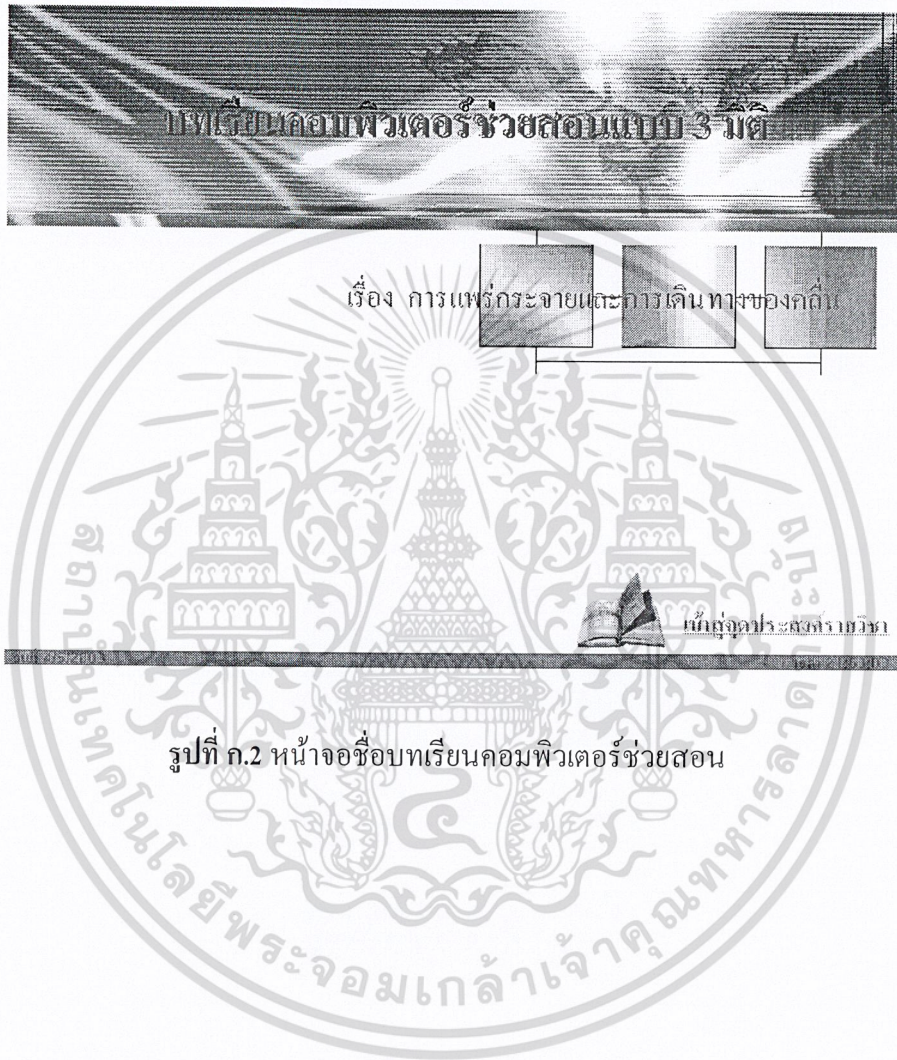 บทเรียนคอมพิวเตอร์ช่วยสอนแบบ 3 มิติ
เรื่อง การแพร่กระจายและการเดินทางของคลื่น
เข้าสู่จุดประสงค์รายวิชา
รูปที่ ก.2 หน้าจอชื่อบทเรียนคอมพิวเตอร์ช่วยสอน
สถาบันเทคโนโลยีพระจอมเกล้าเจ้าคุณทหารลาดกระบัง